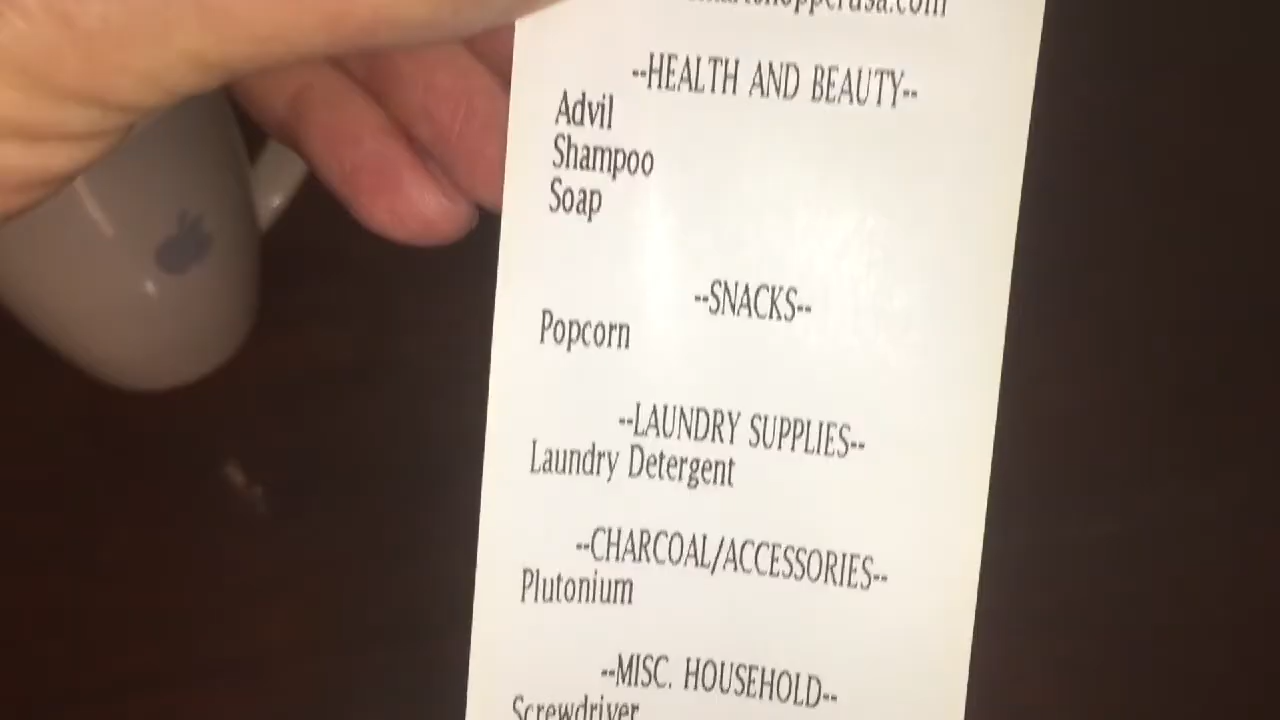 --HEALTH AND BEAUTY--
Advil
Shampoo
Soap
--SNACKS--
Popcorn
--LAUNDRY SUPPLIES--
Laundry Detergent
--CHARCOAL/ACCESSORIES--
Plutonium
--MISC. HOUSEHOLD--
Screwdriver